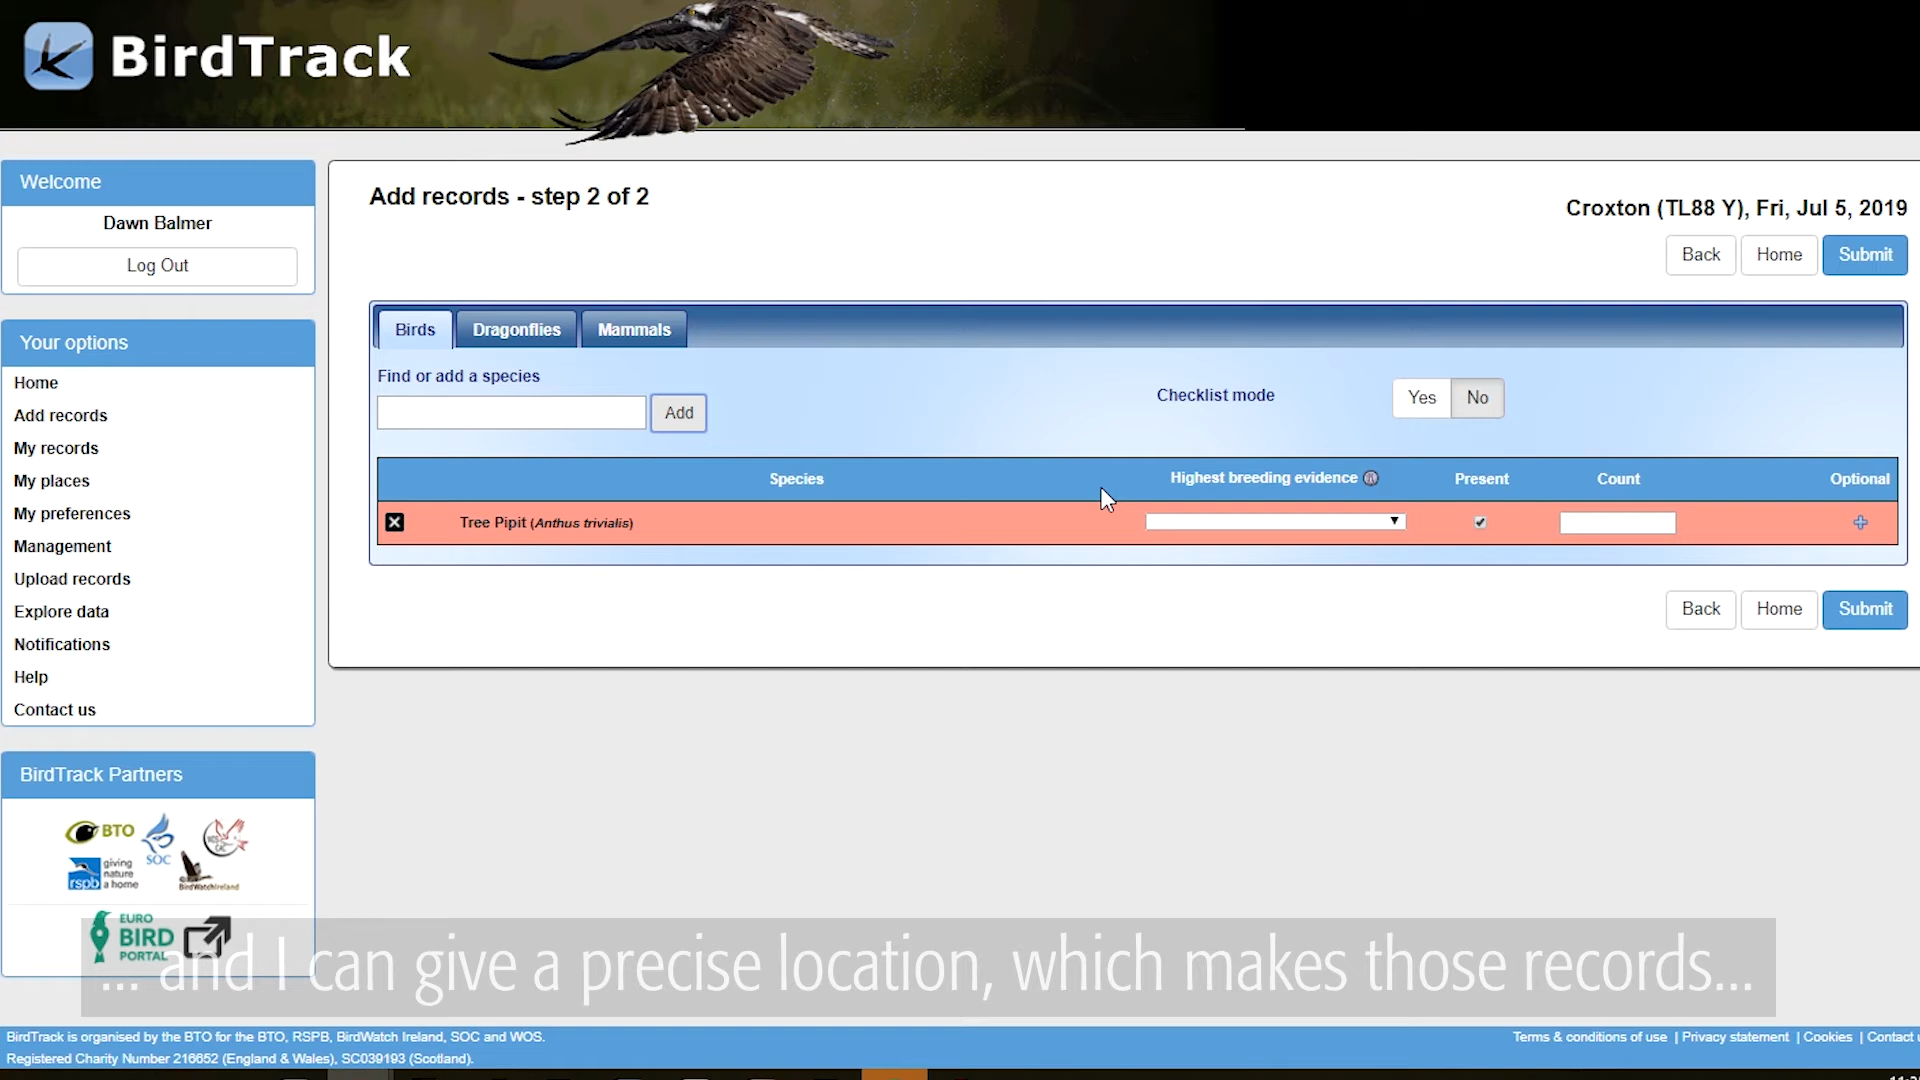 BirdTrack
Welcome
Dawn Balmer
Log Out
Your options
Home
Add records
My records
My places
My preferences
Management
Upload records
Explore data
Notifications
Help
Contact us
BirdTrack Partners
BTO
SOC
rspb giving nature a home
BirdWatchIreland
EURO BIRD PORTAL
Add records - step 2 of 2
Croxton (TL88 Y), Fri, Jul 5, 2019
Back Home Submit
Birds Dragonflies Mammals
Find or add a species
Add
Checklist mode Yes No
Species Highest breeding evidence Present Count Optional
Tree Pipit (Anthus trivialis)
Back Home Submit
... and I can give a precise location, which makes those records...
BirdTrack is organised by the BTO for the BTO, RSPB, BirdWatch Ireland, SOC and WOS.
Registered Charity Number 216652 (England & Wales), SC039193 (Scotland).
Terms & conditions of use | Privacy statement | Cookies | Contact